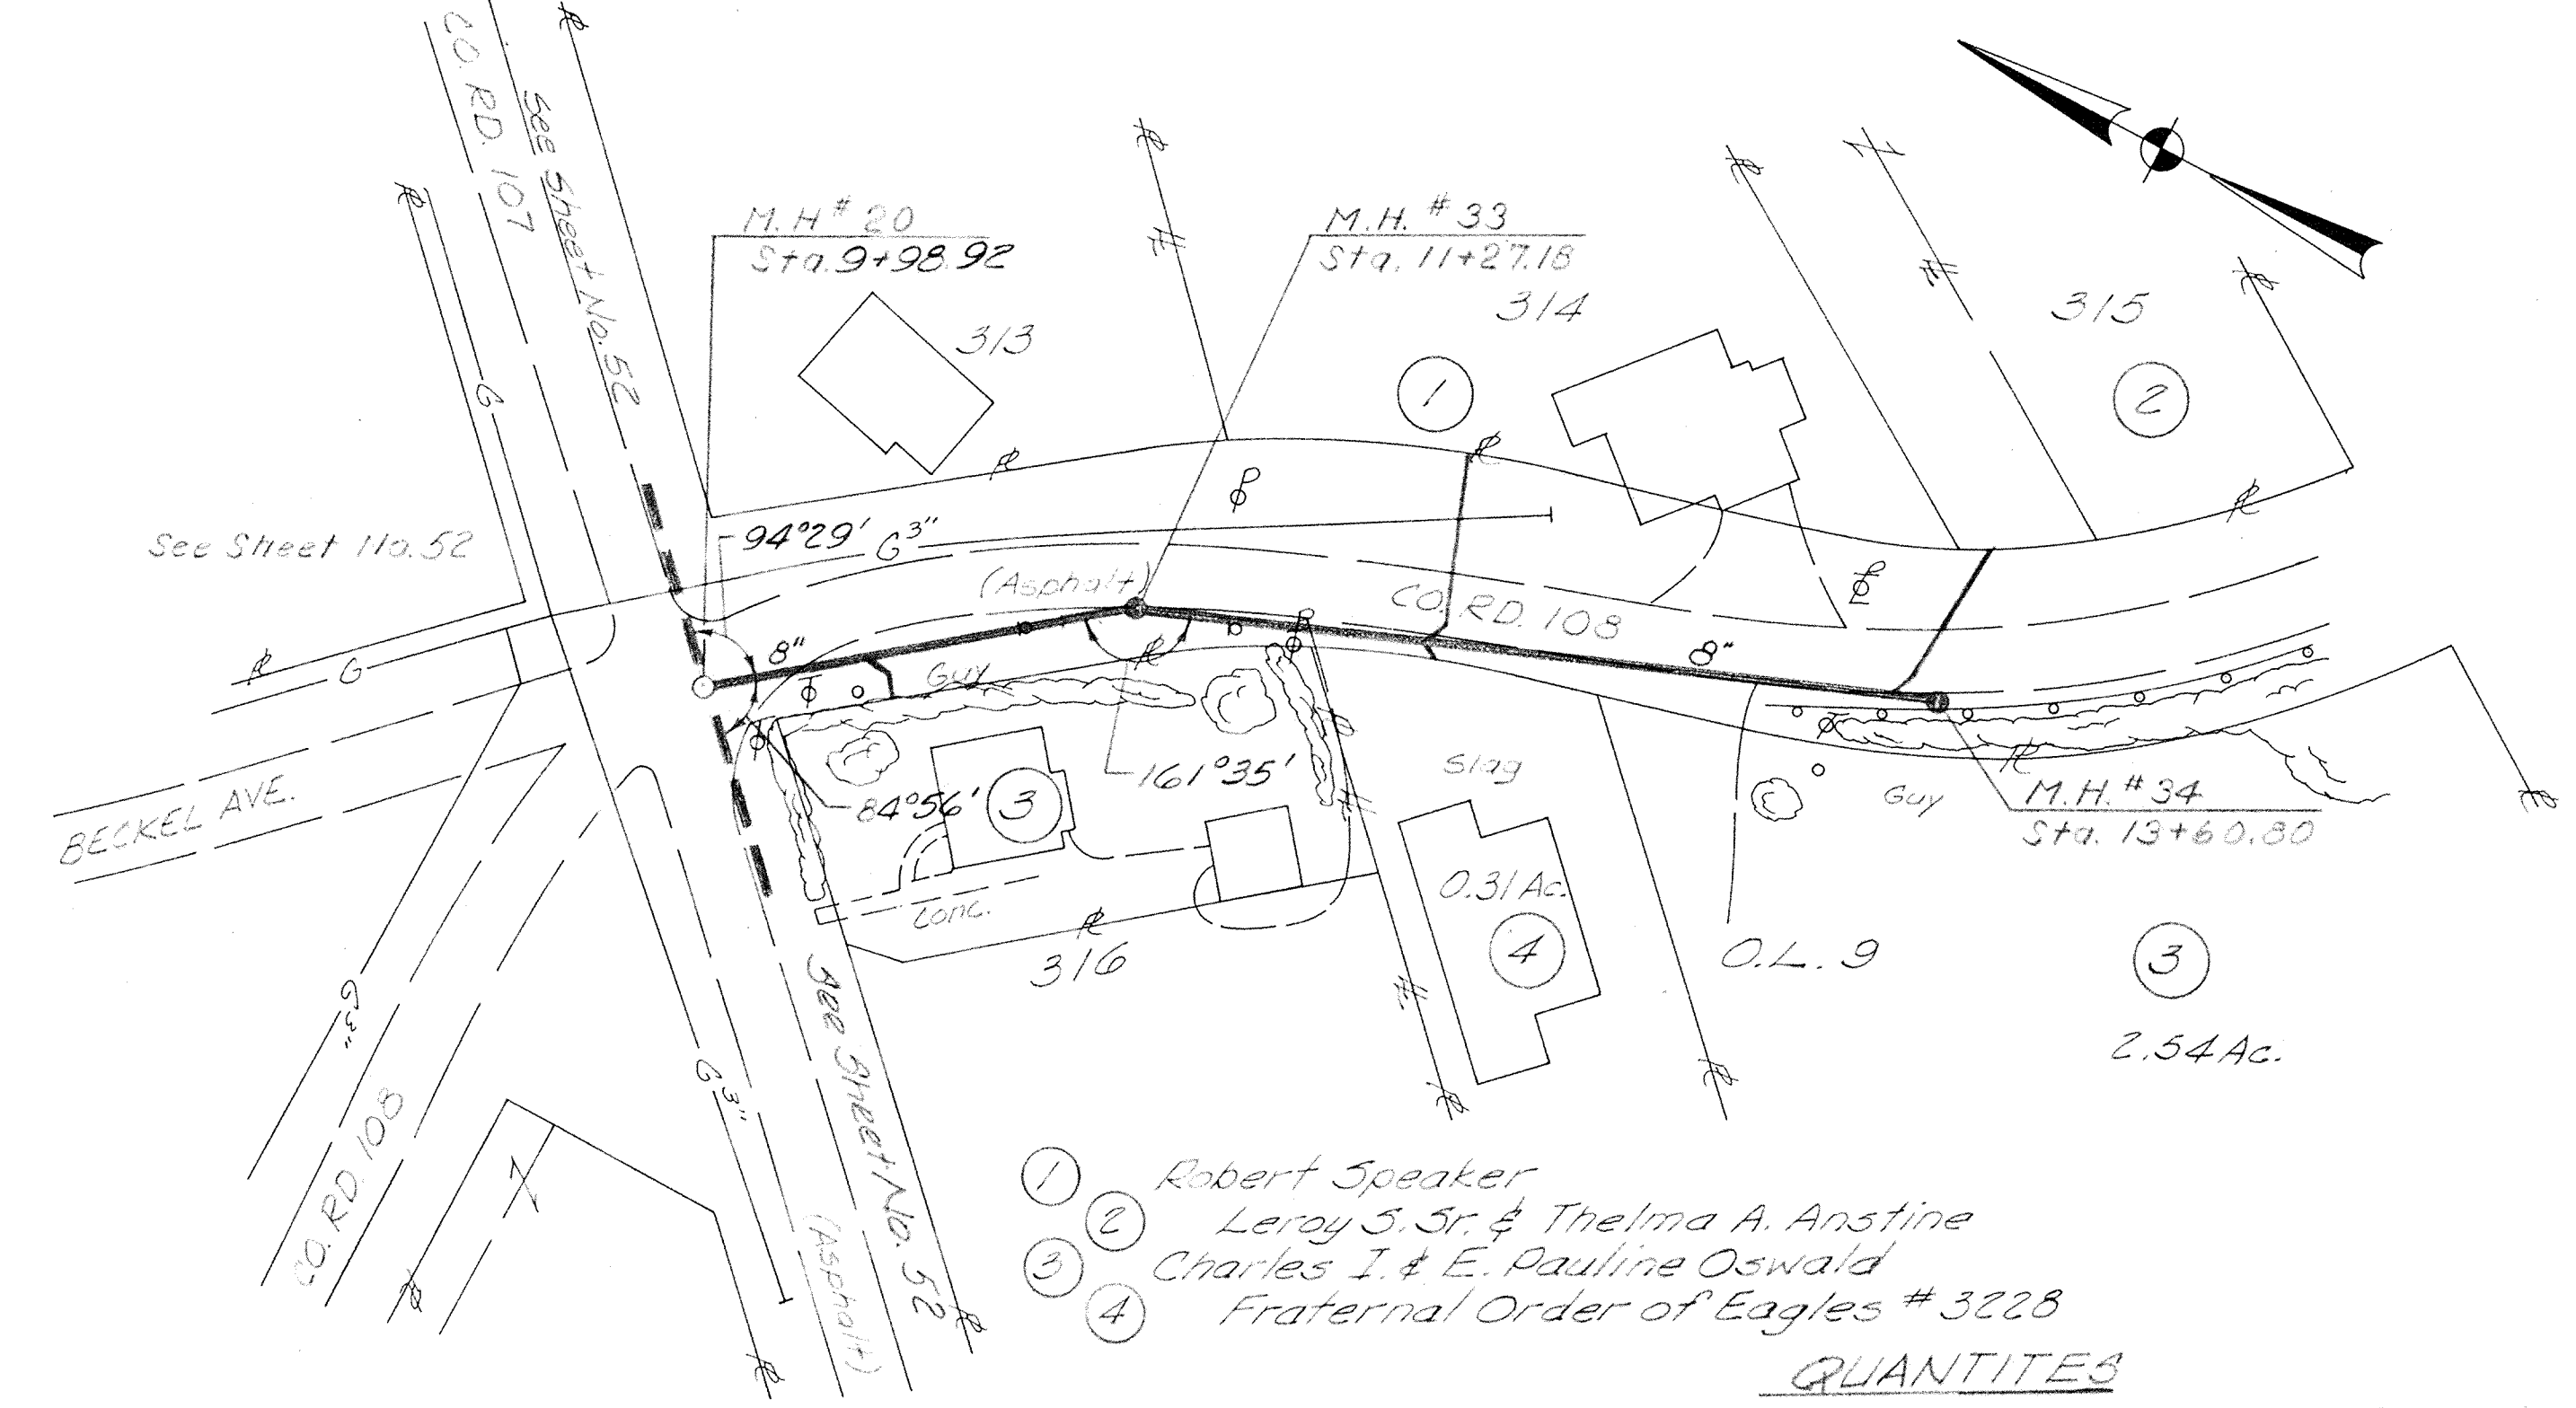 CO. RD. 107
See Sheet No. 52
M.H # 20
Sta. 9+98.92
M.H. # 33
Sta. 11+27.18
313
314
315
1
2
G
See Sheet No. 52
94°29'
G 3"
(Asphalt)
CO. RD. 108
8"
8"
G
Guy
BECKEL AVE.
84°56'
3
161°35'
Slag
Guy
M.H. # 34
Sta. 13+60.80
0.31 Ac.
Conc.
316
4
O.L. 9
3
2.54 Ac.
G 3"
G 3"
CO. RD. 108
See Sheet No. 52
(Asphalt)
1 Robert Speaker
2 Leroy S. Sr. & Thelma A. Anstine
3 Charles I. & E. Pauline Oswald
4 Fraternal Order of Eagles # 3228
QUANTITES